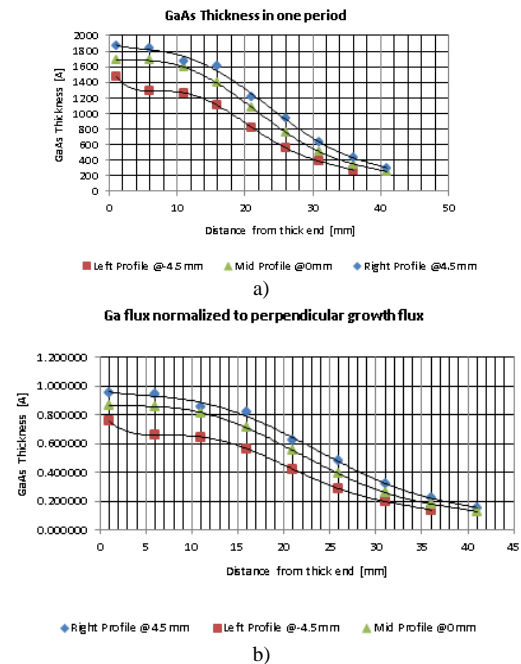 GaAs Thickness in one period
2000
1800
1600
1400
1200
1000
800
600
400
200
0
GaAs Thickness [A]
0 10 20 30 40 50
Distance from thick end [mm]
Left Profile @-4.5mm Mid Profile @0mm Right Profile @4.5mm
a)
Ga flux normalized to perpendicular growth flux
1.200000
1.000000
0.800000
0.600000
0.400000
0.200000
0.000000
GaAs Thickness [A]
0 5 10 15 20 25 30 35 40 45
Distance from thick end [mm]
Right Profile @4.5mm Left Profile @-4.5mm Mid Profile @0mm
b)